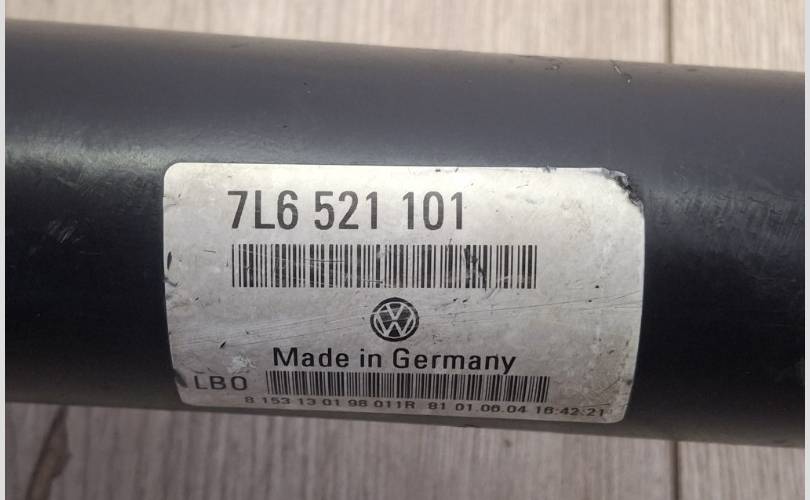 7L6 521 101
Made in Germany
LBO
8 153 13 01 98 011R 81 01.06.04 16:42:21